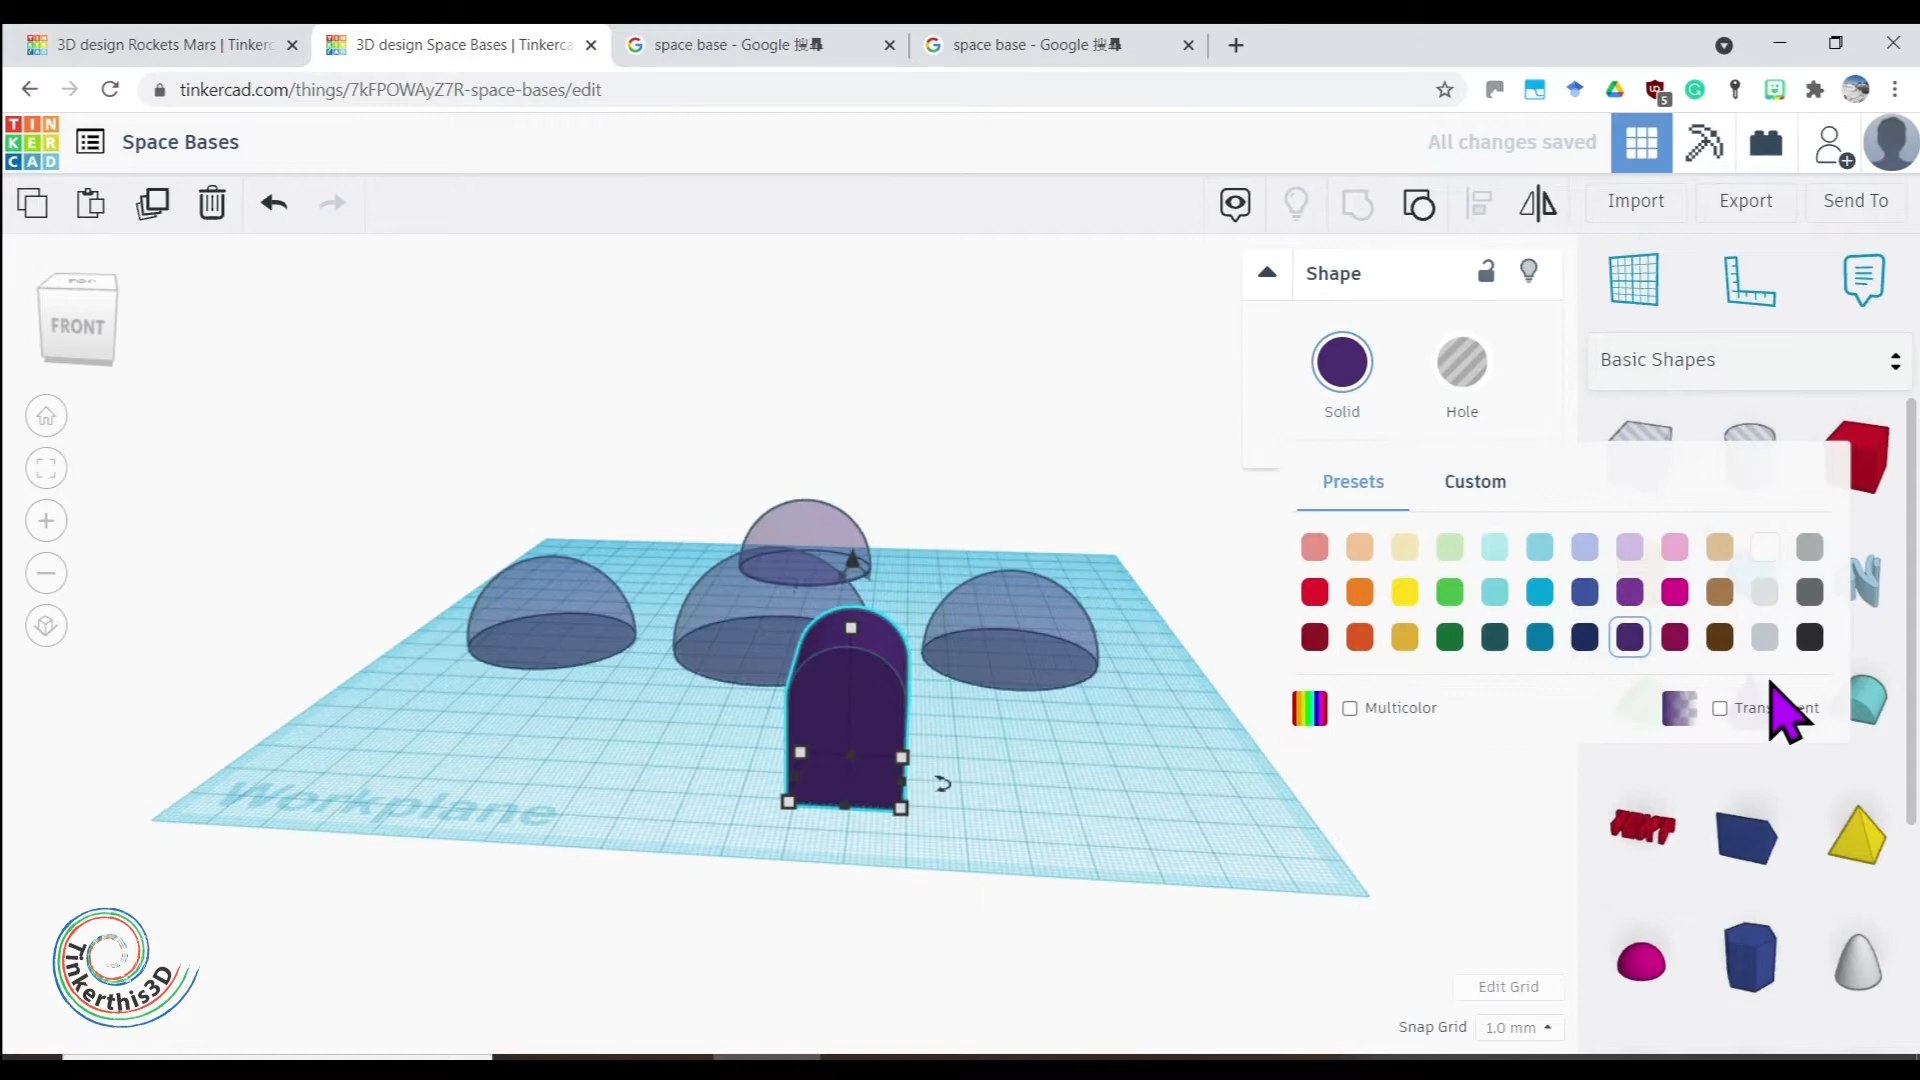 3D design Rockets Mars | Tinkerc
3D design Space Bases | Tinkerca
space base - Google 搜尋
space base - Google 搜尋
tinkercad.com/things/7kFPOWAyZ7R-space-bases/edit
5
TIN
KER
CAD
Space Bases
All changes saved
Import
Export
Send To
TOP
FRONT
Shape
Solid
Hole
Basic Shapes
Presets
Custom
Multicolor
Workplane
TEXT
Tinkerthis3D
Edit Grid
Snap Grid
1.0 mm